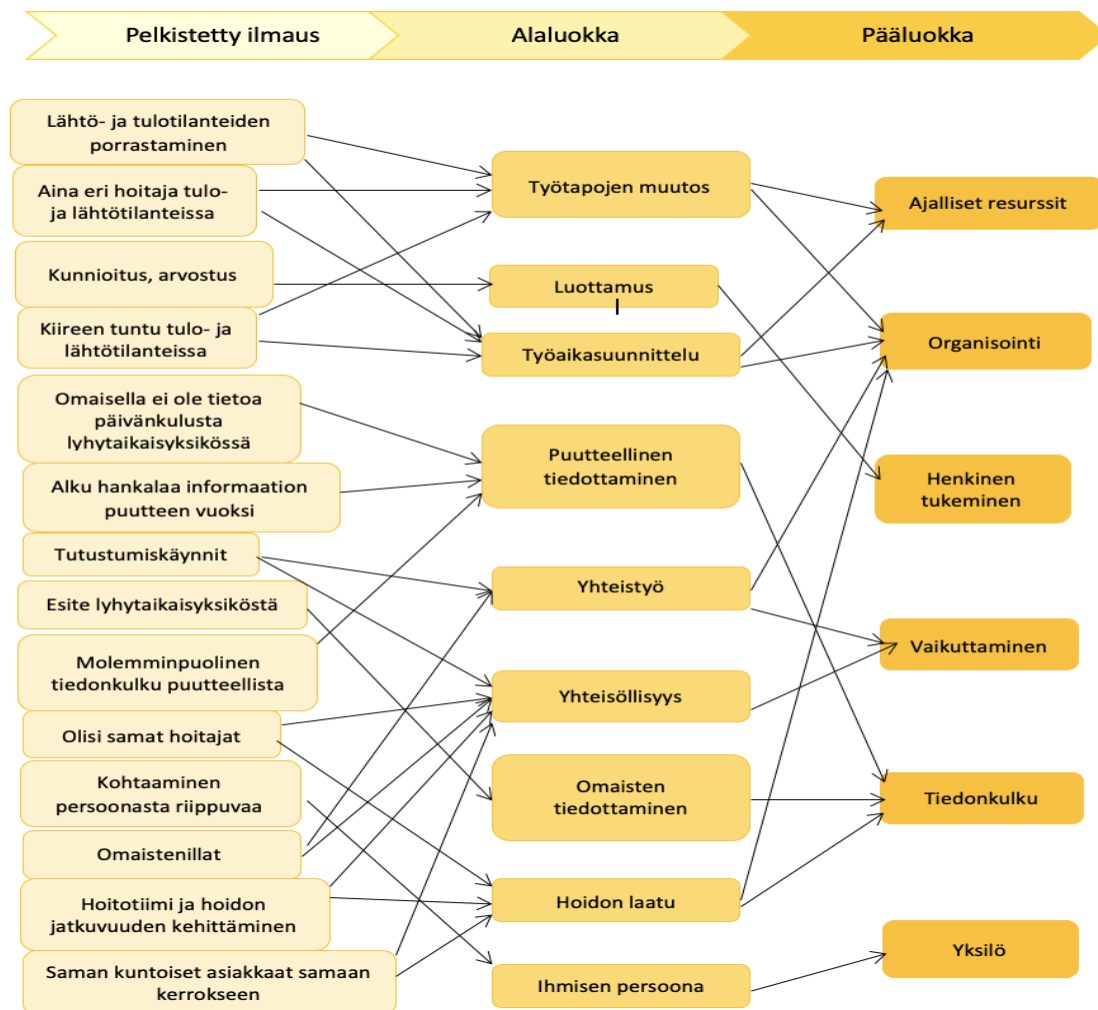 Pelkistetty ilmaus
Alaluokka
Pääluokka
Lähtö- ja tulotilanteiden
porrastaminen
Aina eri hoitaja tulo-
ja lähtötilanteissa
Kunnioitus, arvostus
Kiireen tuntu tulo- ja
lähtötilanteissa
Omaisella ei ole tietoa
päivänkulusta
lyhytaikaisyksikössä
Alku hankalaa informaation
puutteen vuoksi
Tutustumiskäynnit
Esite lyhytaikaisyksiköstä
Molemminpuolinen
tiedonkulku puutteellista
Olisi samat hoitajat
Kohtaaminen
persoonasta riippuvaa
Omaistenillat
Hoitotiimi ja hoidon
jatkuvuuden kehittäminen
Saman kuntoiset asiakkaat samaan
kerrokseen
Työtapojen muutos
Luottamus
Työaikasuunnittelu
Puutteellinen
tiedottaminen
Yhteistyö
Yhteisöllisyys
Omaisten
tiedottaminen
Hoidon laatu
Ihmisen persoona
Ajalliset resurssit
Organisointi
Henkinen
tukeminen
Vaikuttaminen
Tiedonkulku
Yksilö